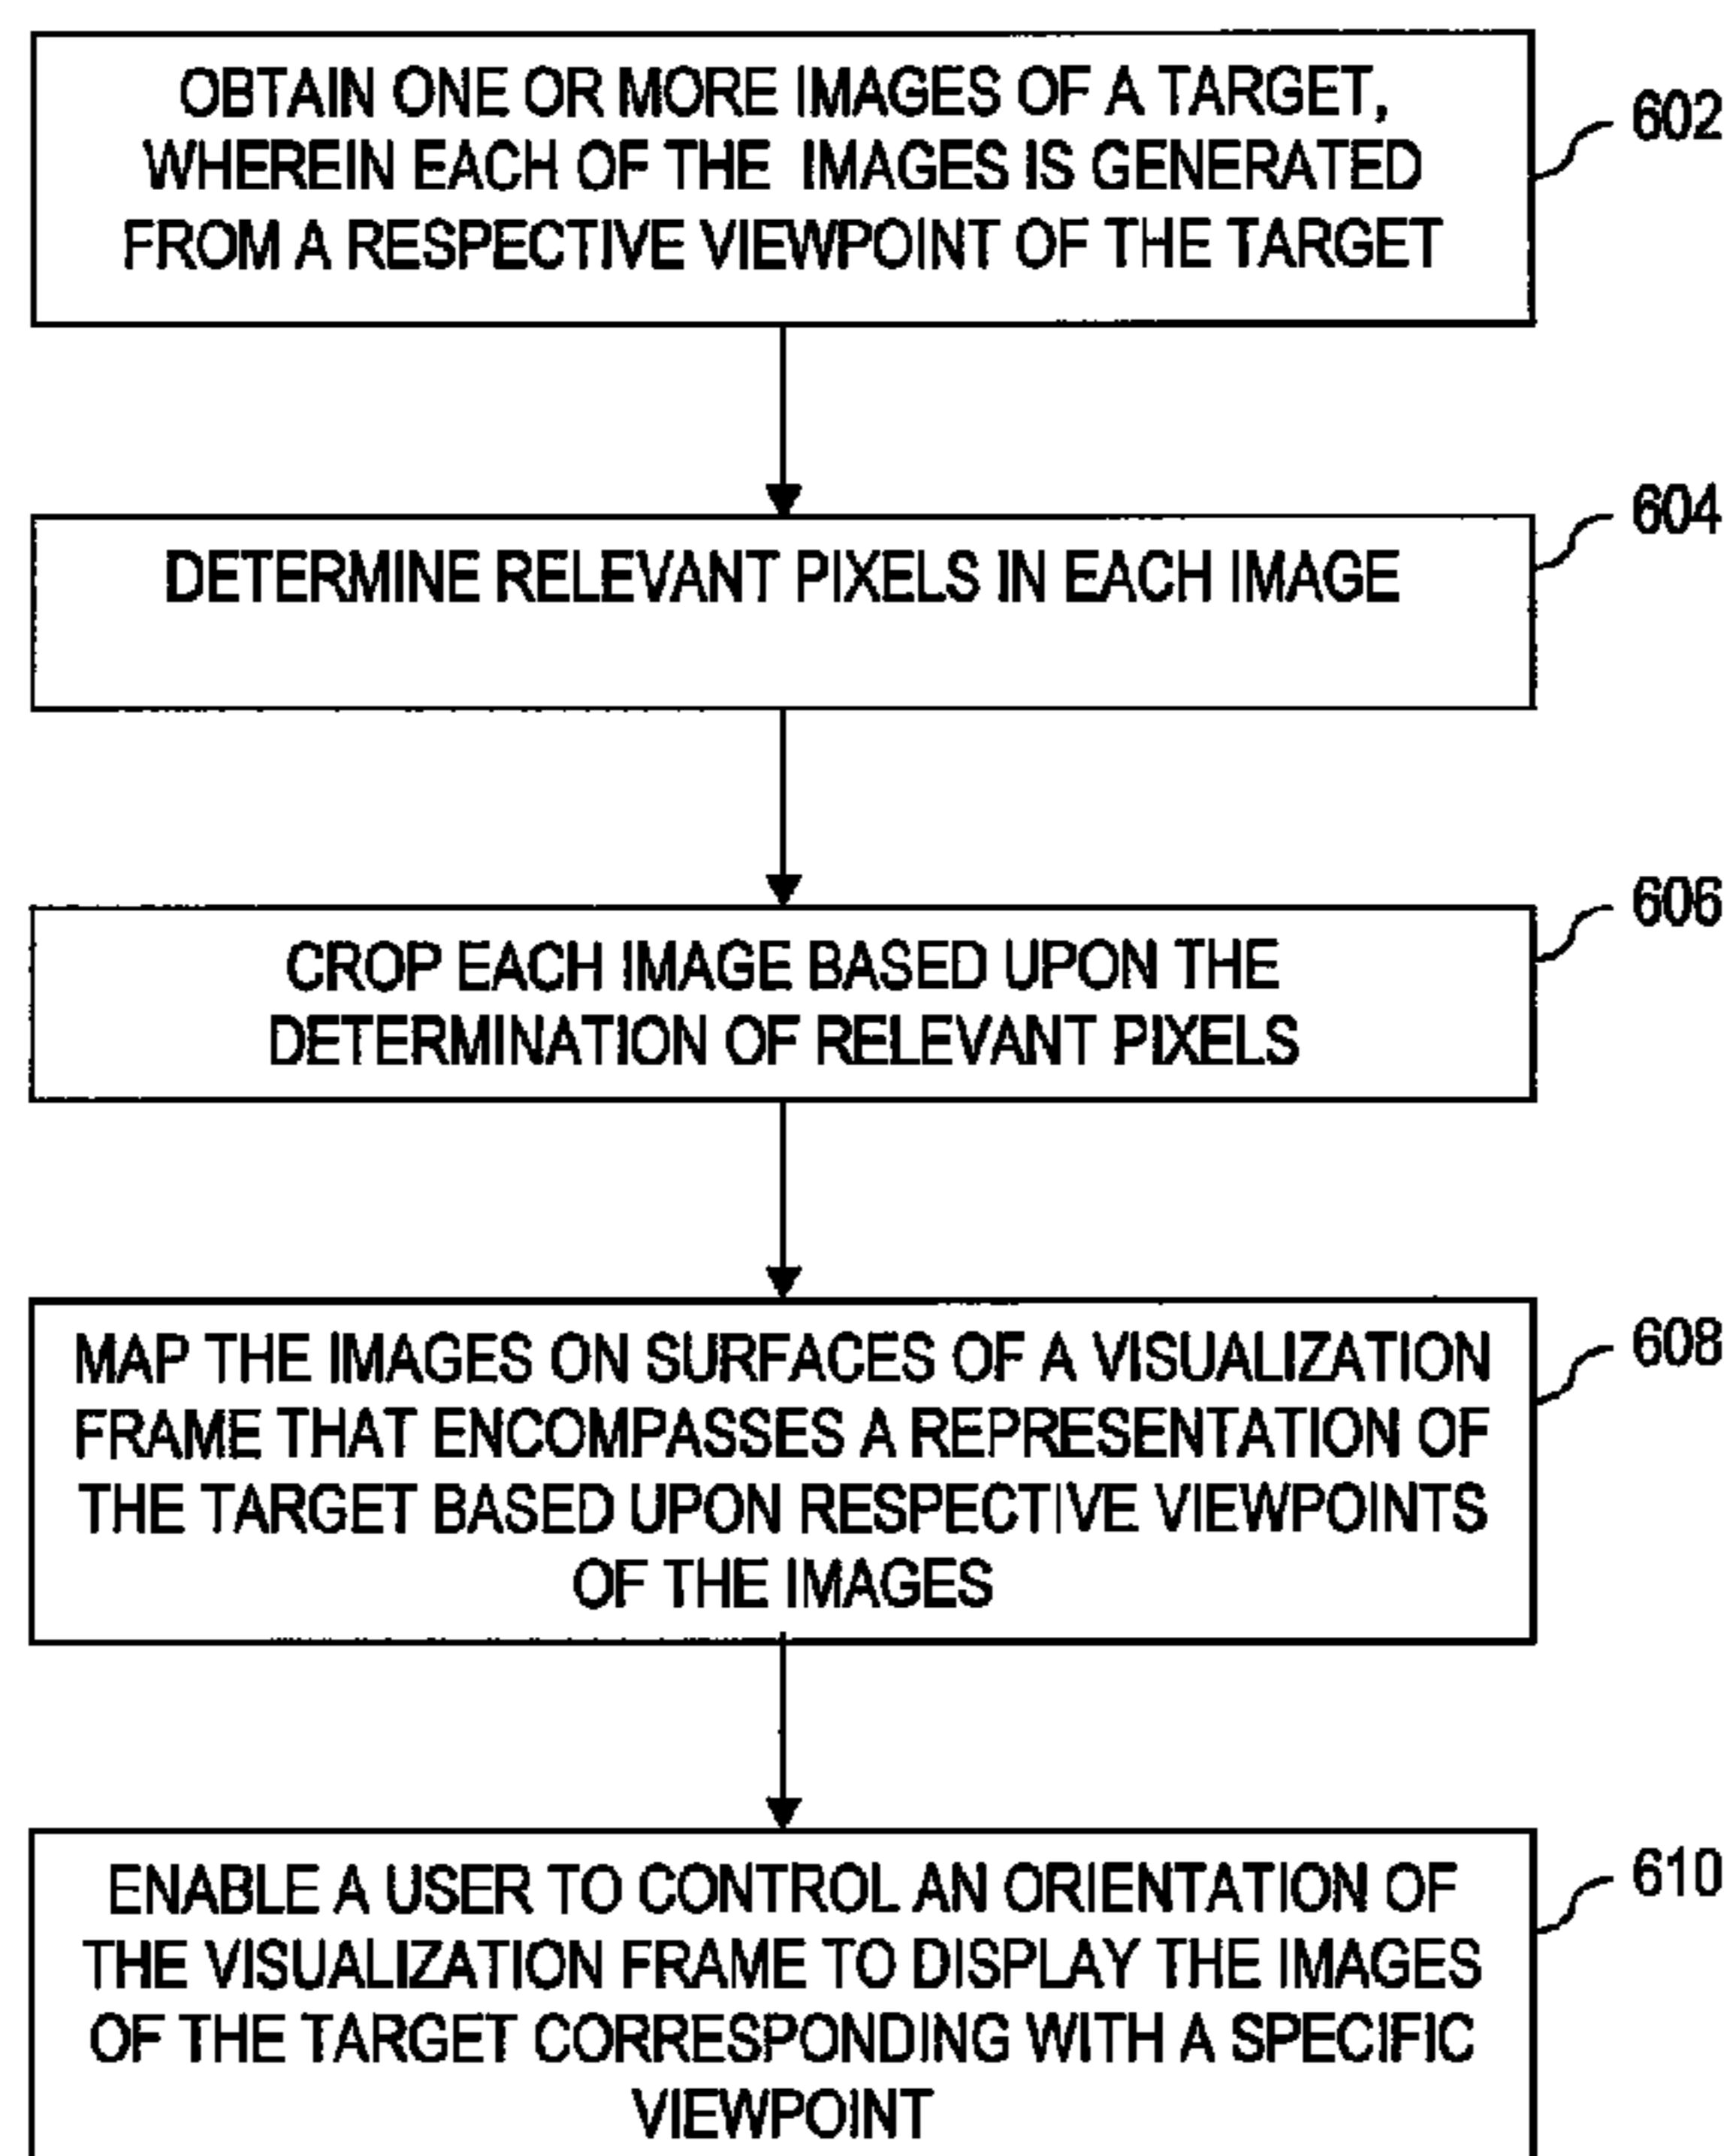 OBTAIN ONE OR MORE IMAGES OF A TARGET,
WHEREIN EACH OF THE IMAGES IS GENERATED
FROM A RESPECTIVE VIEWPOINT OF THE TARGET
602
DETERMINE RELEVANT PIXELS IN EACH IMAGE
604
CROP EACH IMAGE BASED UPON THE
DETERMINATION OF RELEVANT PIXELS
606
MAP THE IMAGES ON SURFACES OF A VISUALIZATION
FRAME THAT ENCOMPASSES A REPRESENTATION OF
THE TARGET BASED UPON RESPECTIVE VIEWPOINTS
OF THE IMAGES
608
ENABLE A USER TO CONTROL AN ORIENTATION OF
THE VISUALIZATION FRAME TO DISPLAY THE IMAGES
OF THE TARGET CORRESPONDING WITH A SPECIFIC
VIEWPOINT
610